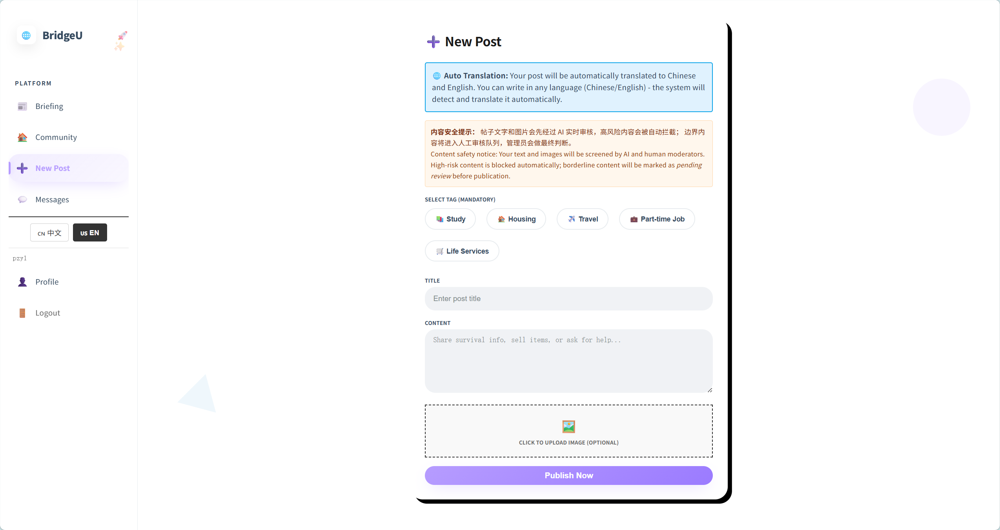 BridgeU
PLATFORM
Briefing
Community
New Post
Messages
CN 中文
US EN
pzy1
Profile
Logout
New Post
Auto Translation: Your post will be automatically translated to Chinese
and English. You can write in any language (Chinese/English) - the system will
detect and translate it automatically.
内容安全提示： 帖子文字和图片会先经过 AI 实时审核，高风险内容会被自动拦截； 边界内
容将进入人工审核队列，管理员会做最终判断。
Content safety notice: Your text and images will be screened by AI and human moderators.
High-risk content is blocked automatically; borderline content will be marked as pending
review before publication.
SELECT TAG (MANDATORY)
Study
Housing
Travel
Part-time Job
Life Services
TITLE
Enter post title
CONTENT
Share survival info, sell items, or ask for help...
CLICK TO UPLOAD IMAGE (OPTIONAL)
Publish Now